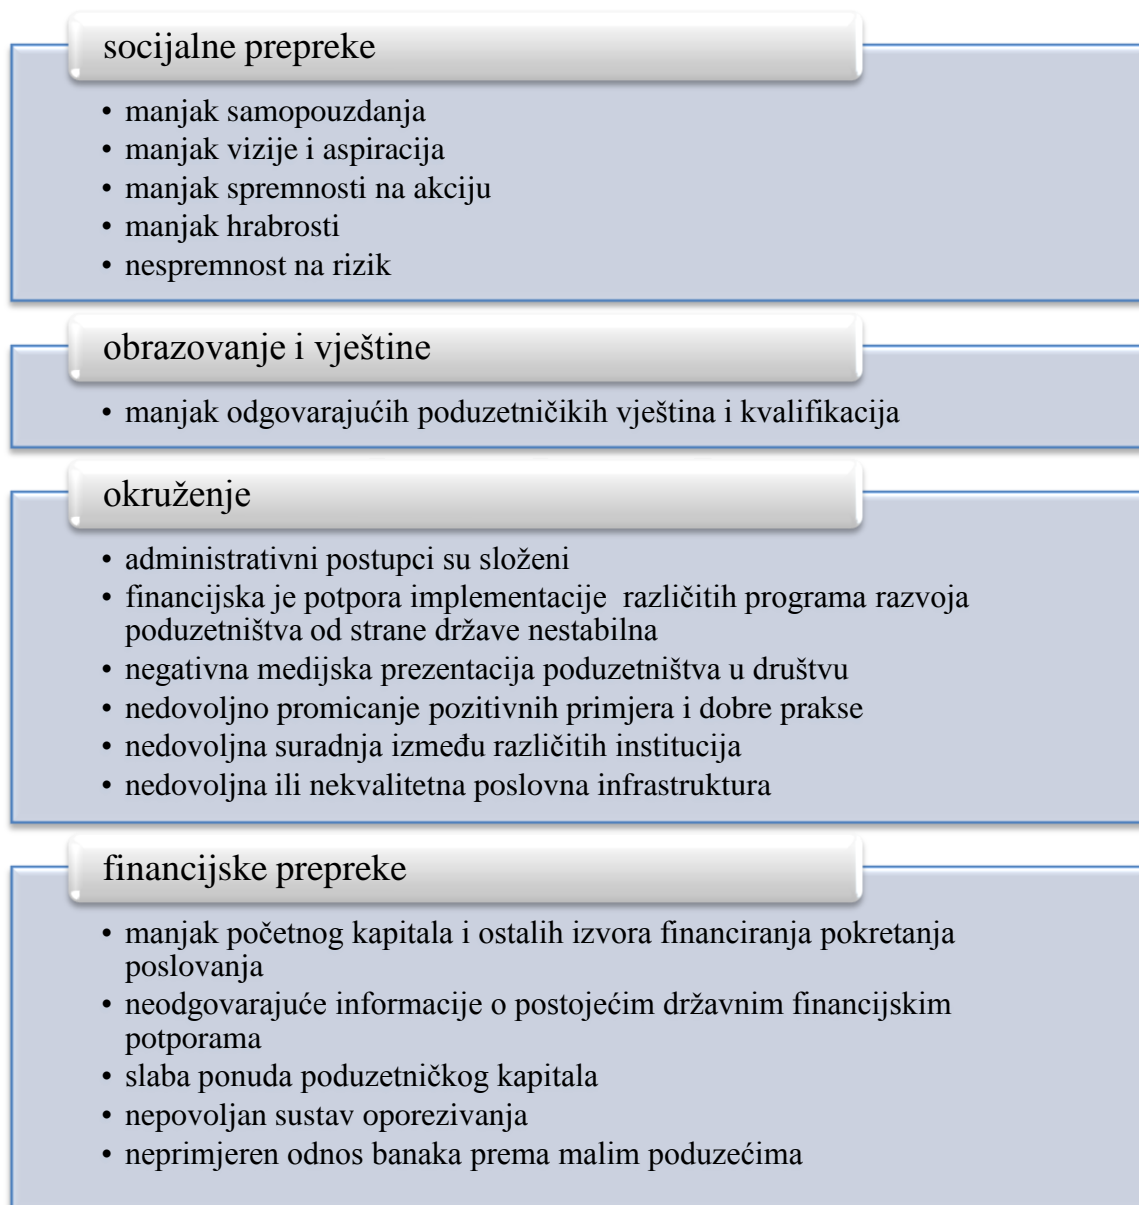 socijalne prepreke
• manjak samopouzdanja
• manjak vizije i aspiracija
• manjak spremnosti na akciju
• manjak hrabrosti
• nespremnost na rizik
obrazovanje i vještine
• manjak odgovarajućih poduzetničikih vještina i kvalifikacija
okruženje
• administrativni postupci su složeni
• financijska je potpora implementacije  različitih programa razvoja
poduzetništva od strane države nestabilna
• negativna medijska prezentacija poduzetništva u društvu
• nedovoljno promicanje pozitivnih primjera i dobre prakse
• nedovoljna suradnja između različitih institucija
• nedovoljna ili nekvalitetna poslovna infrastruktura
financijske prepreke
• manjak početnog kapitala i ostalih izvora financiranja pokretanja
poslovanja
• neodgovarajuće informacije o postojećim državnim financijskim
potporama
• slaba ponuda poduzetničkog kapitala
• nepovoljan sustav oporezivanja
• neprimjeren odnos banaka prema malim poduzećima